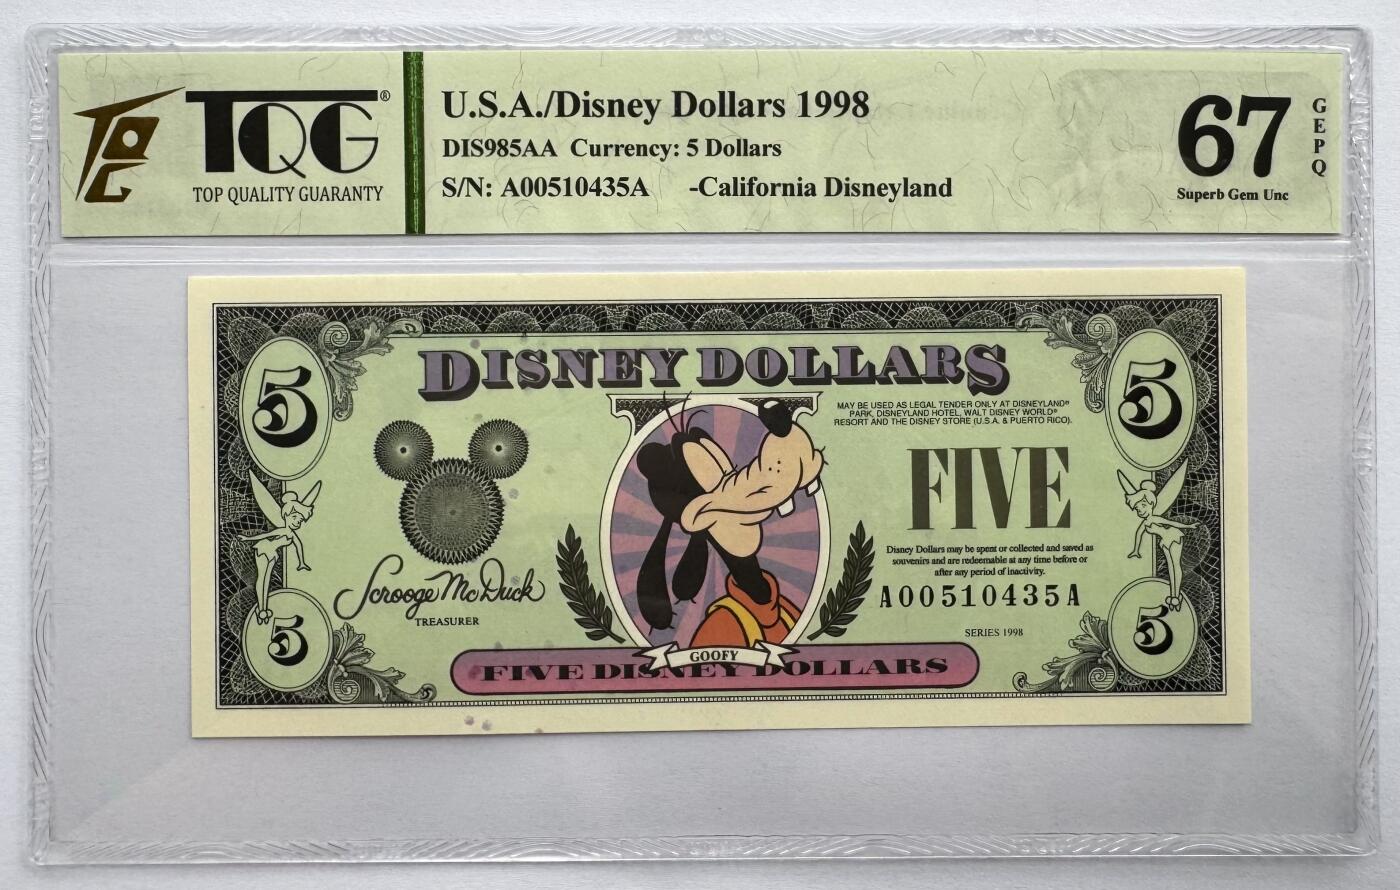 TQG
TQG®
TOP QUALITY GUARANTY
U.S.A./Disney Dollars 1998
DIS985AA Currency: 5 Dollars
S/N: A00510435A -California Disneyland
67
GEPQ
Superb Gem Unc
DISNEY DOLLARS
5
5
MAY BE USED AS LEGAL TENDER ONLY AT DISNEYLAND®
PARK, DISNEYLAND HOTEL, WALT DISNEY WORLD®
RESORT AND THE DISNEY STORE (U.S.A. & PUERTO RICO).
FIVE
Disney Dollars may be spent or collected and saved as
souvenirs and are redeemable at any time before or
after any period of inactivity.
Scrooge McDuck
TREASURER
A00510435A
SERIES 1998
5
5
GOOFY
FIVE DISNEY DOLLARS